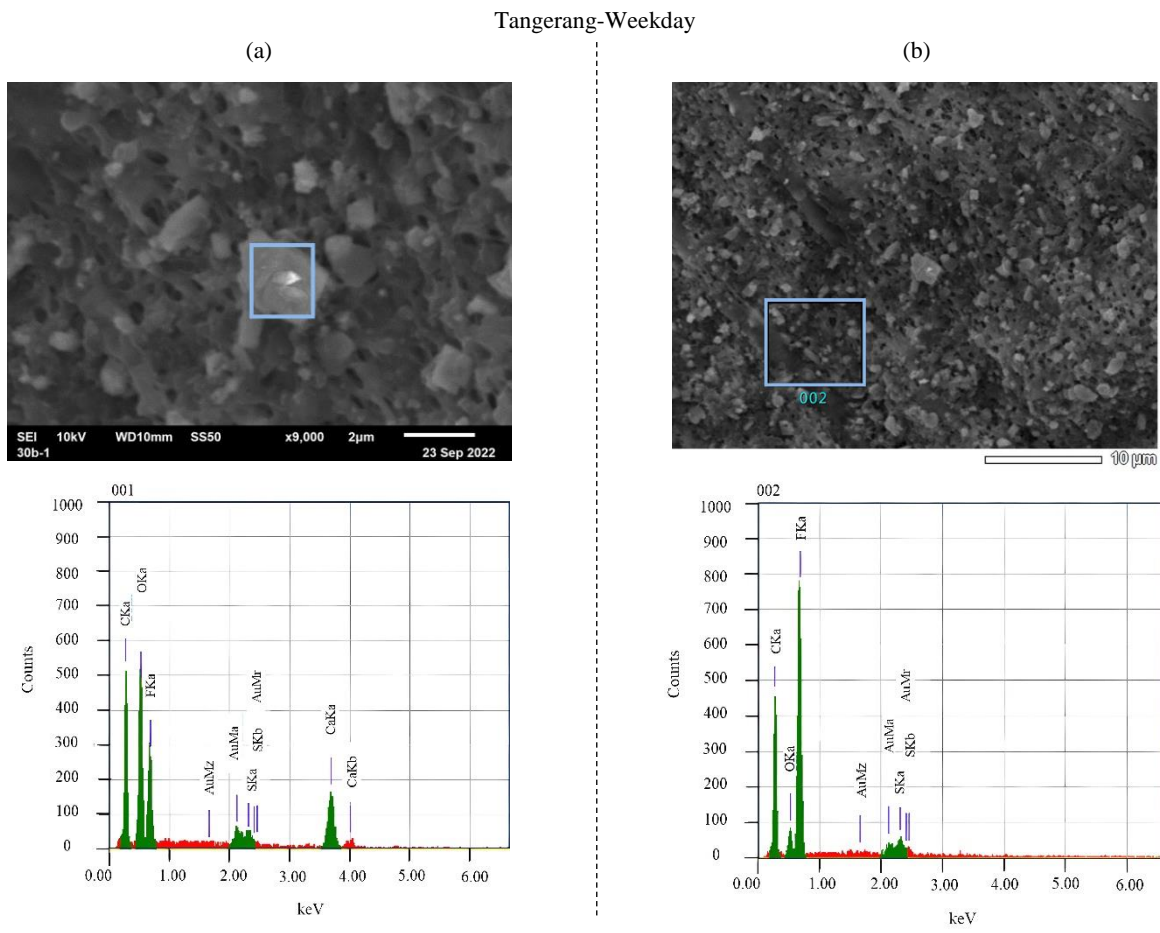 Tangerang-Weekday
(a)
(b)
SEI 10kV WD10mm SS50 x9,000 2µm
30b-1 23 Sep 2022
002
10 µm
001
1000
900
800
700
600
500
400
300
200
100
0
Counts
CKa
OKa
FKa
AuMz
AuMa
SKa
SKb
AuMr
CaKa
CaKb
0.00 1.00 2.00 3.00 4.00 5.00 6.00
keV
002
1000
900
800
700
600
500
400
300
200
100
0
Counts
CKa
OKa
FKa
AuMz
AuMa
SKa
SKb
AuMr
0.00 1.00 2.00 3.00 4.00 5.00 6.00
keV